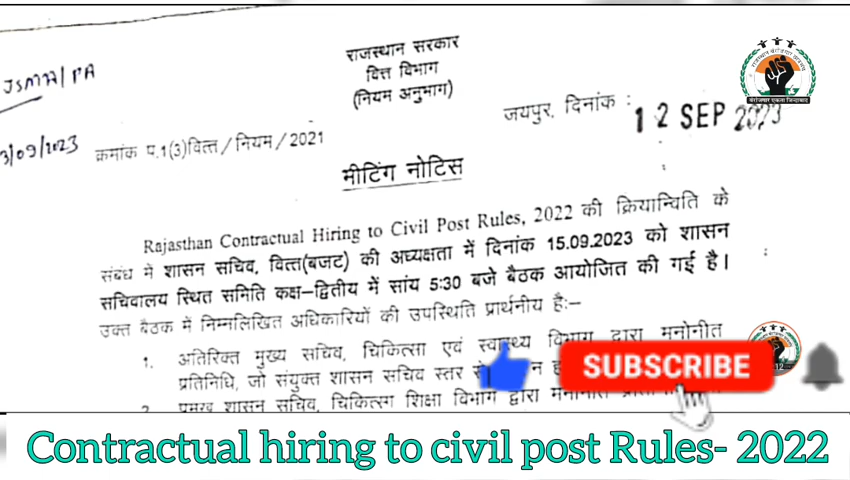 राजस्थान सरकार
वित्त विभाग
(नियम अनुभाग)
JSM/PA
3/09/2023
जयपुर, दिनांक :
12 SEP 2023
क्रमांक प.1(3)वित्त/नियम/2021
मीटिंग नोटिस
Rajasthan Contractual Hiring to Civil Post Rules, 2022 की क्रियान्विति के
संबंध में शासन सचिव, वित्त(बजट) की अध्यक्षता में दिनांक 15.09.2023 को शासन
सचिवालय स्थित समिति कक्ष-द्वितीय में सांय 5:30 बजे बैठक आयोजित की गई है।
उक्त बैठक में निम्नलिखित अधिकारियों की उपस्थिति प्रार्थनीय है:-
1. अतिरिक्त मुख्य सचिव, चिकित्सा एवं स्वास्थ्य विभाग द्वारा मनोनीत
प्रतिनिधि, जो संयुक्त शासन सचिव स्तर से
2. प्रमुख शासन सचिव, चिकित्सा शिक्षा विभाग द्वारा मनोनीत
SUBSCRIBE
Contractual hiring to civil post Rules- 2022